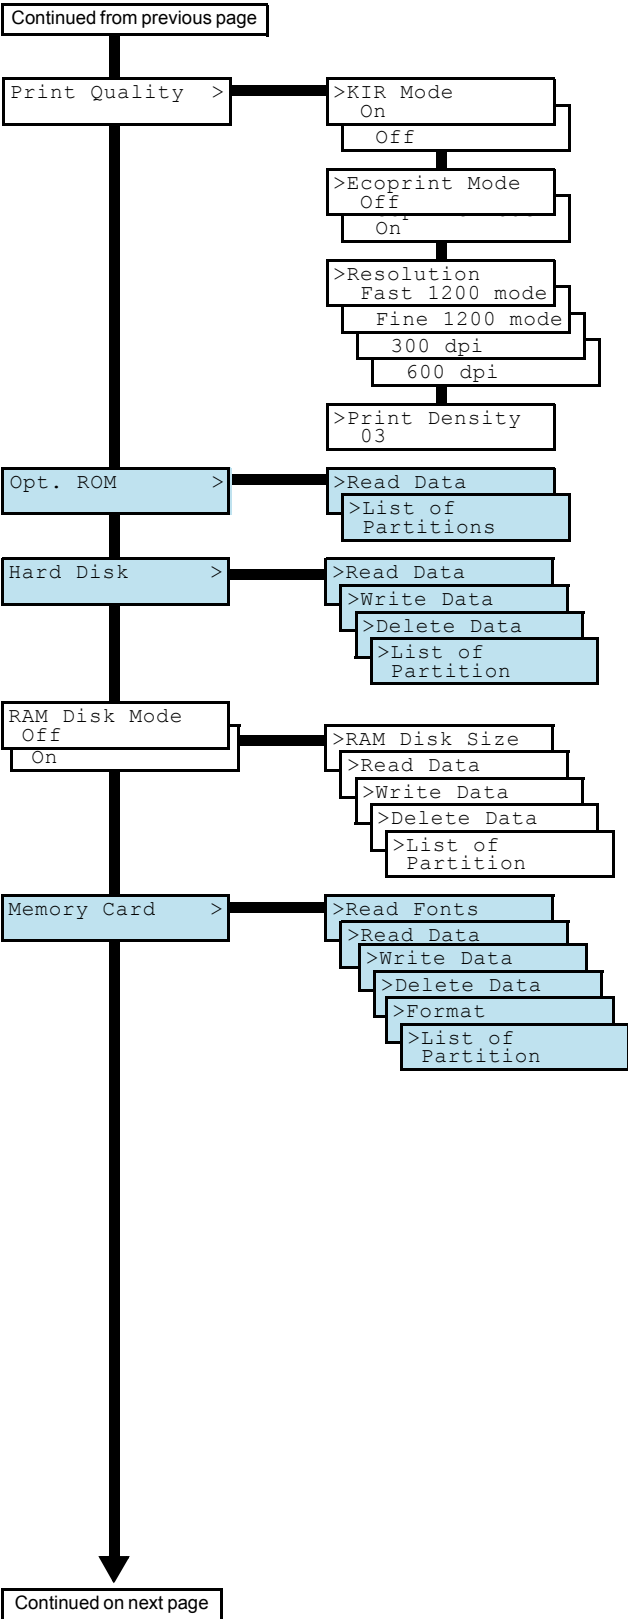 Continued from previous page
Print Quality >
>KIR Mode
On
Off
>Ecoprint Mode
Off
On
>Resolution
Fast 1200 mode
Fine 1200 mode
300 dpi
600 dpi
>Print Density
03
Opt. ROM >
>Read Data
>List of
Partitions
Hard Disk >
>Read Data
>Write Data
>Delete Data
>List of
Partition
RAM Disk Mode
Off
On
>RAM Disk Size
>Read Data
>Write Data
>Delete Data
>List of
Partition
Memory Card >
>Read Fonts
>Read Data
>Write Data
>Delete Data
>Format
>List of
Partition
Continued on next page